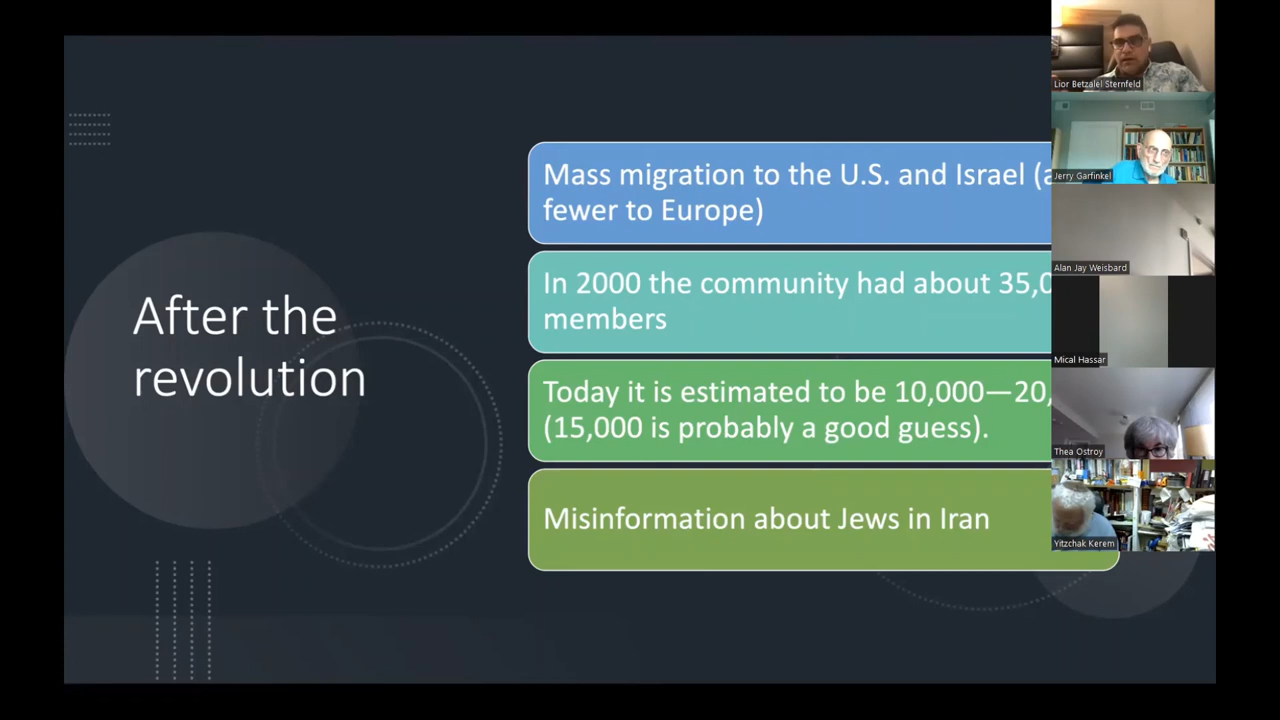 After the
revolution
Mass migration to the U.S. and Israel (a
fewer to Europe)
In 2000 the community had about 35,0
members
Today it is estimated to be 10,000—20,
(15,000 is probably a good guess).
Misinformation about Jews in Iran
Lior Betzalel Sternfeld
Jerry Garfinkel
Alan Jay Weisbard
Mical Hassar
Thea Ostroy
Yitzchak Kerem